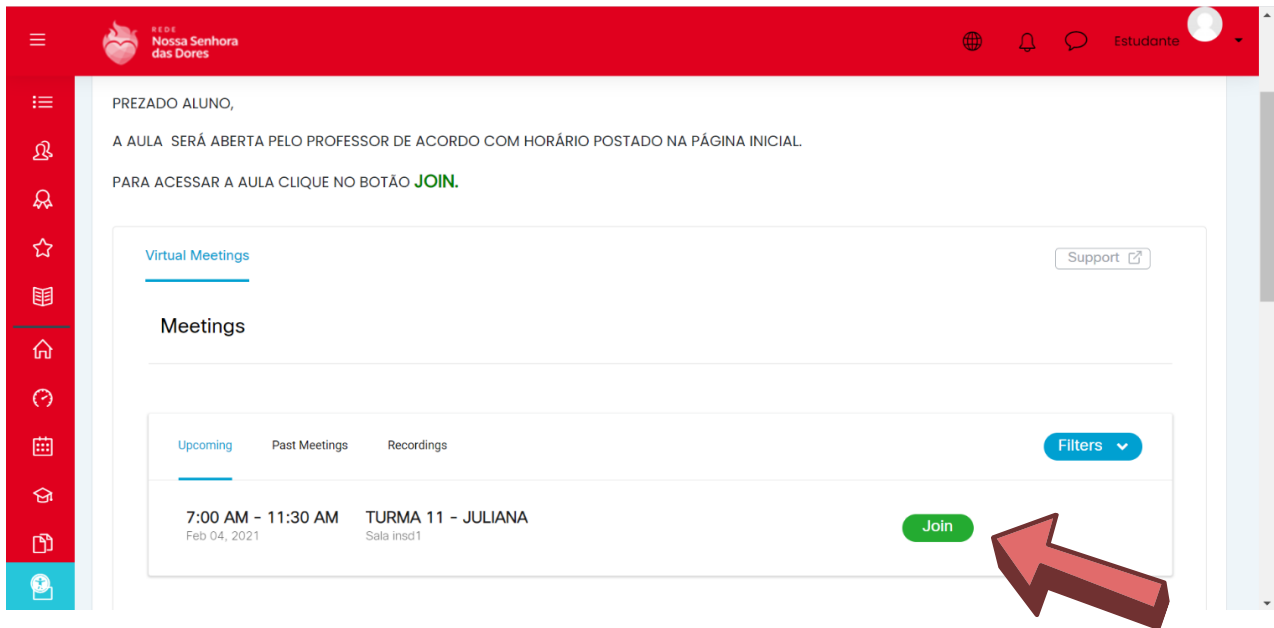 REDE
Nossa Senhora
das Dores
Estudante
PREZADO ALUNO,
A AULA SERÁ ABERTA PELO PROFESSOR DE ACORDO COM HORÁRIO POSTADO NA PÁGINA INICIAL.
PARA ACESSAR A AULA CLIQUE NO BOTÃO JOIN.
Virtual Meetings
Support
Meetings
Upcoming Past Meetings Recordings
Filters
7:00 AM - 11:30 AM TURMA 11 - JULIANA
Feb 04, 2021 Sala insd1
Join